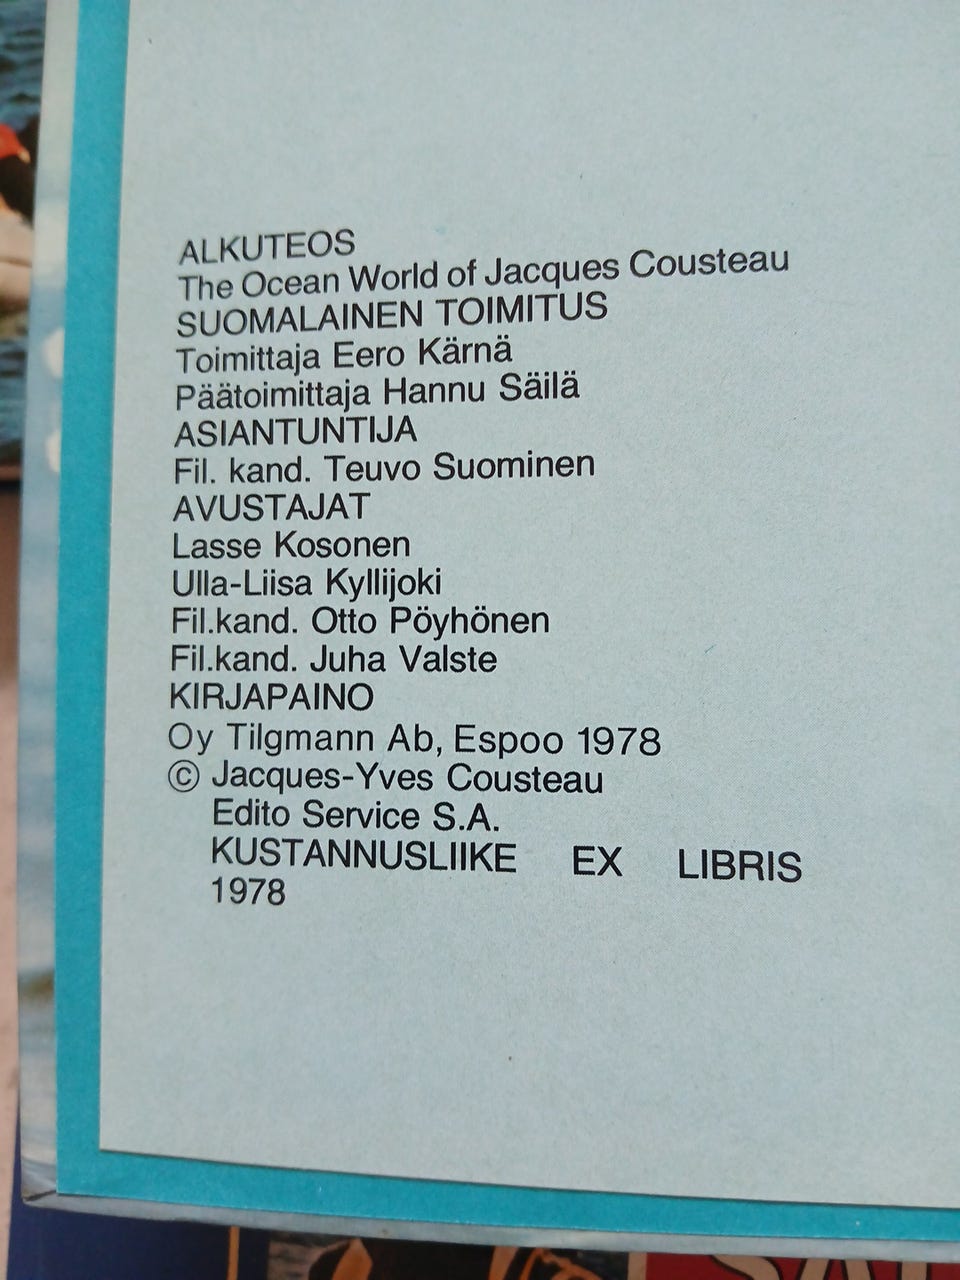 ALKUTEOS
The Ocean World of Jacques Cousteau
SUOMALAINEN TOIMITUS
Toimittaja Eero Kärnä
Päätoimittaja Hannu Säilä
ASIANTUNTIJA
Fil. kand. Teuvo Suominen
AVUSTAJAT
Lasse Kosonen
Ulla-Liisa Kyllijoki
Fil.kand. Otto Pöyhönen
Fil.kand. Juha Valste
KIRJAPAINO
Oy Tilgmann Ab, Espoo 1978
© Jacques-Yves Cousteau
Edito Service S.A.
KUSTANNUSLIIKE EX LIBRIS
1978